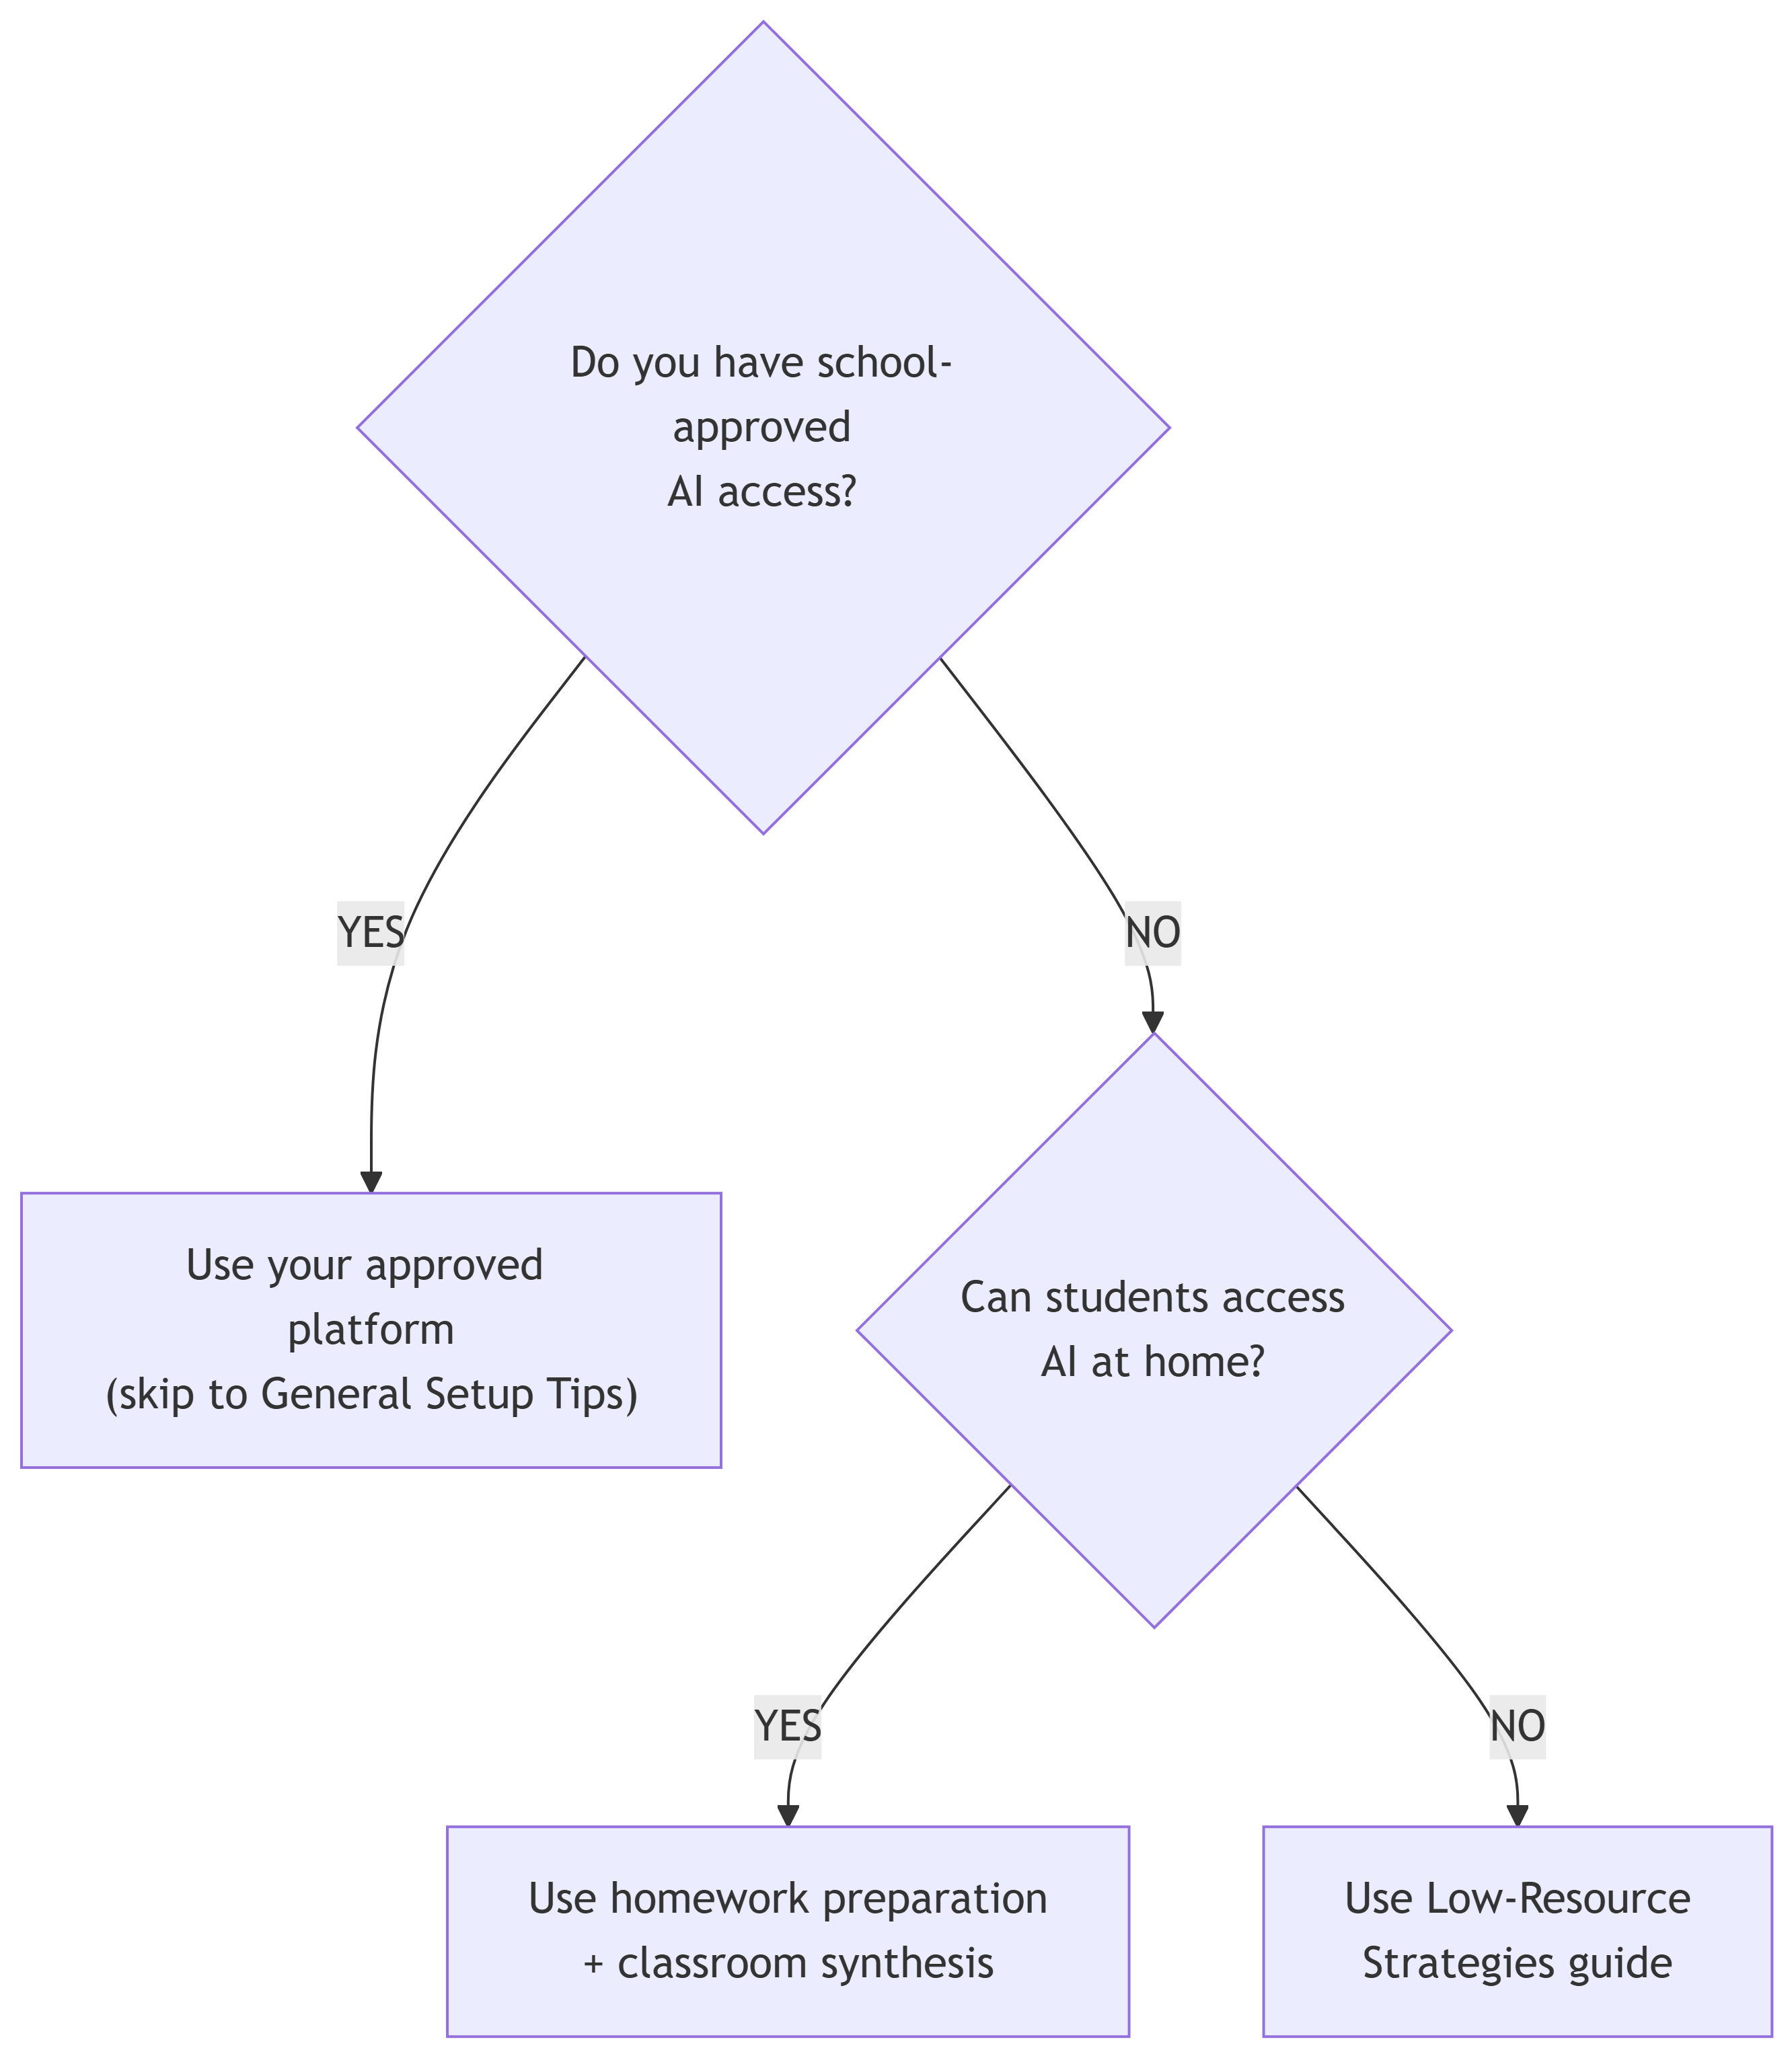 Do you have school-
approved
AI access?
YES
NO
Use your approved
platform
(skip to General Setup Tips)
Can students access
AI at home?
YES
NO
Use homework preparation
+ classroom synthesis
Use Low-Resource
Strategies guide